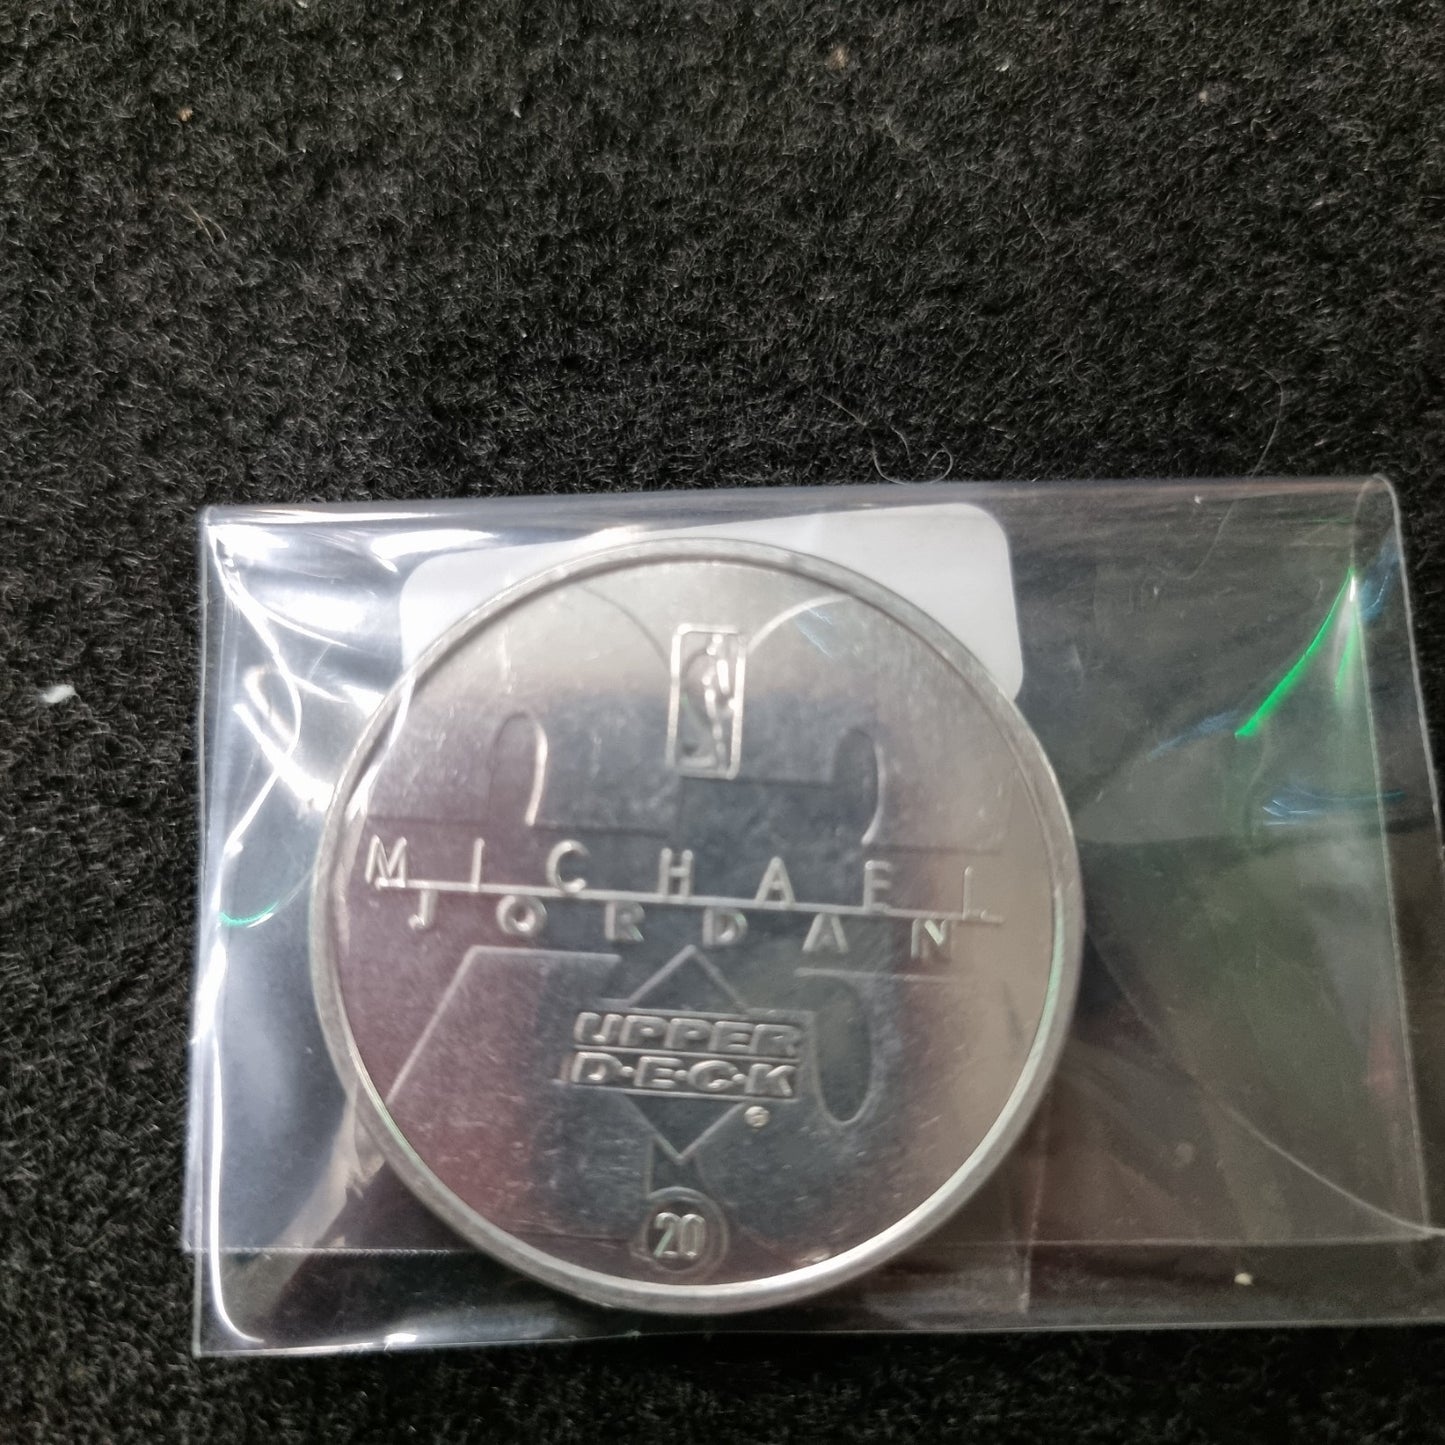 MICHAEL
JORDAN
UPPER
D·E·C·K
®
20